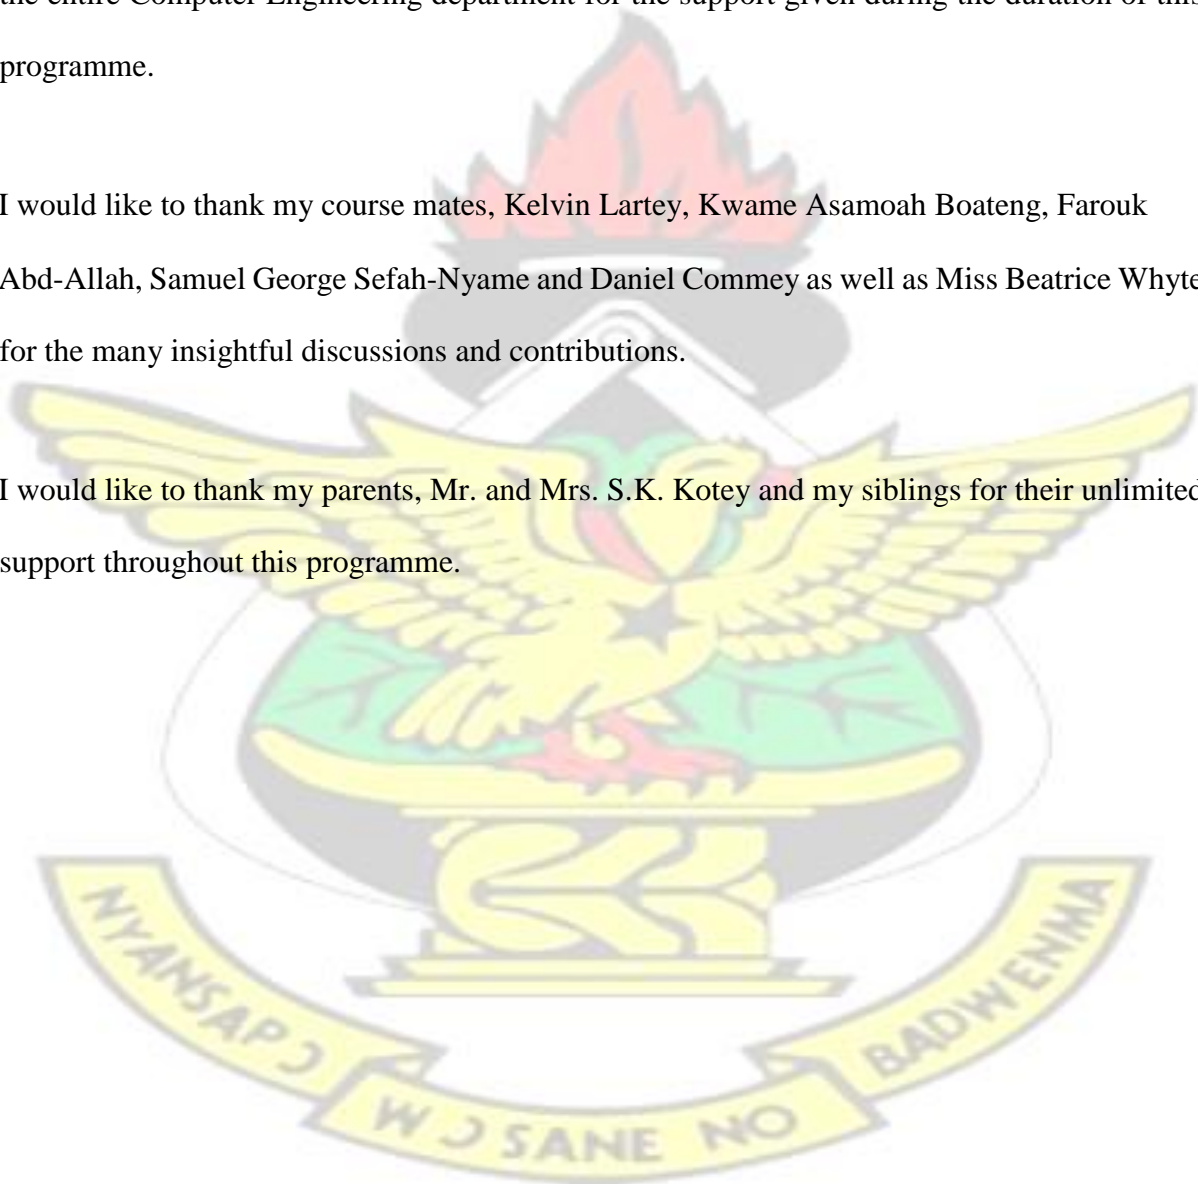 the entire Computer Engineering department for the support given during the duration of this
programme.
I would like to thank my course mates, Kelvin Lartey, Kwame Asamoah Boateng, Farouk
Abd-Allah, Samuel George Sefah-Nyame and Daniel Commey as well as Miss Beatrice Whyte
for the many insightful discussions and contributions.
I would like to thank my parents, Mr. and Mrs. S.K. Kotey and my siblings for their unlimited
support throughout this programme.
NYANSAPƆ WƆSANE NO BADWENMA